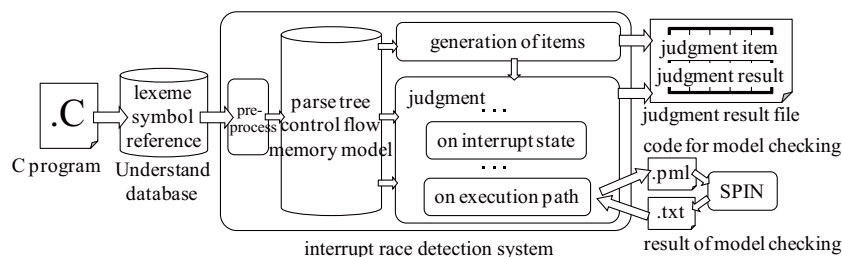 .C
C program
lexeme
symbol
reference
Understand
database
pre-
process
parse tree
control flow
memory model
generation of items
judgment
...
on interrupt state
...
on execution path
interrupt race detection system
judgment item
judgment result
judgment result file
code for model checking
.pml
SPIN
.txt
result of model checking